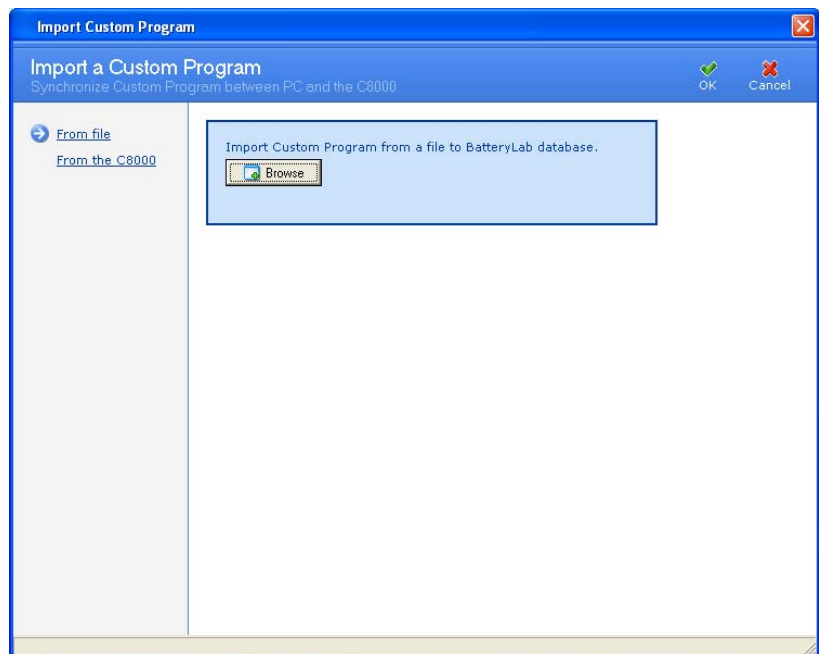 Import Custom Program
Import a Custom Program
Synchronize Custom Program between PC and the C8000
OK
Cancel
From file
From the C8000
Import Custom Program from a file to BatteryLab database.
Browse